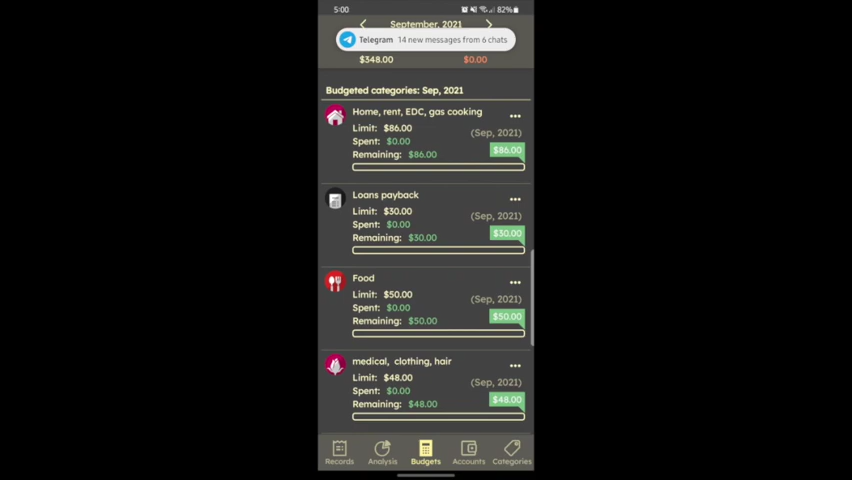 5:00
82%
September, 2021
Telegram 14 new messages from 6 chats
$348.00 $0.00
Budgeted categories: Sep, 2021
Home, rent, EDC, gas cooking
Limit: $86.00
(Sep, 2021)
Spent: $0.00
$86.00
Remaining: $86.00
Loans payback
Limit: $30.00
(Sep, 2021)
Spent: $0.00
$30.00
Remaining: $30.00
Food
Limit: $50.00
(Sep, 2021)
Spent: $0.00
$50.00
Remaining: $50.00
medical, clothing, hair
Limit: $48.00
(Sep, 2021)
Spent: $0.00
$48.00
Remaining: $48.00
Records Analysis Budgets Accounts Categories